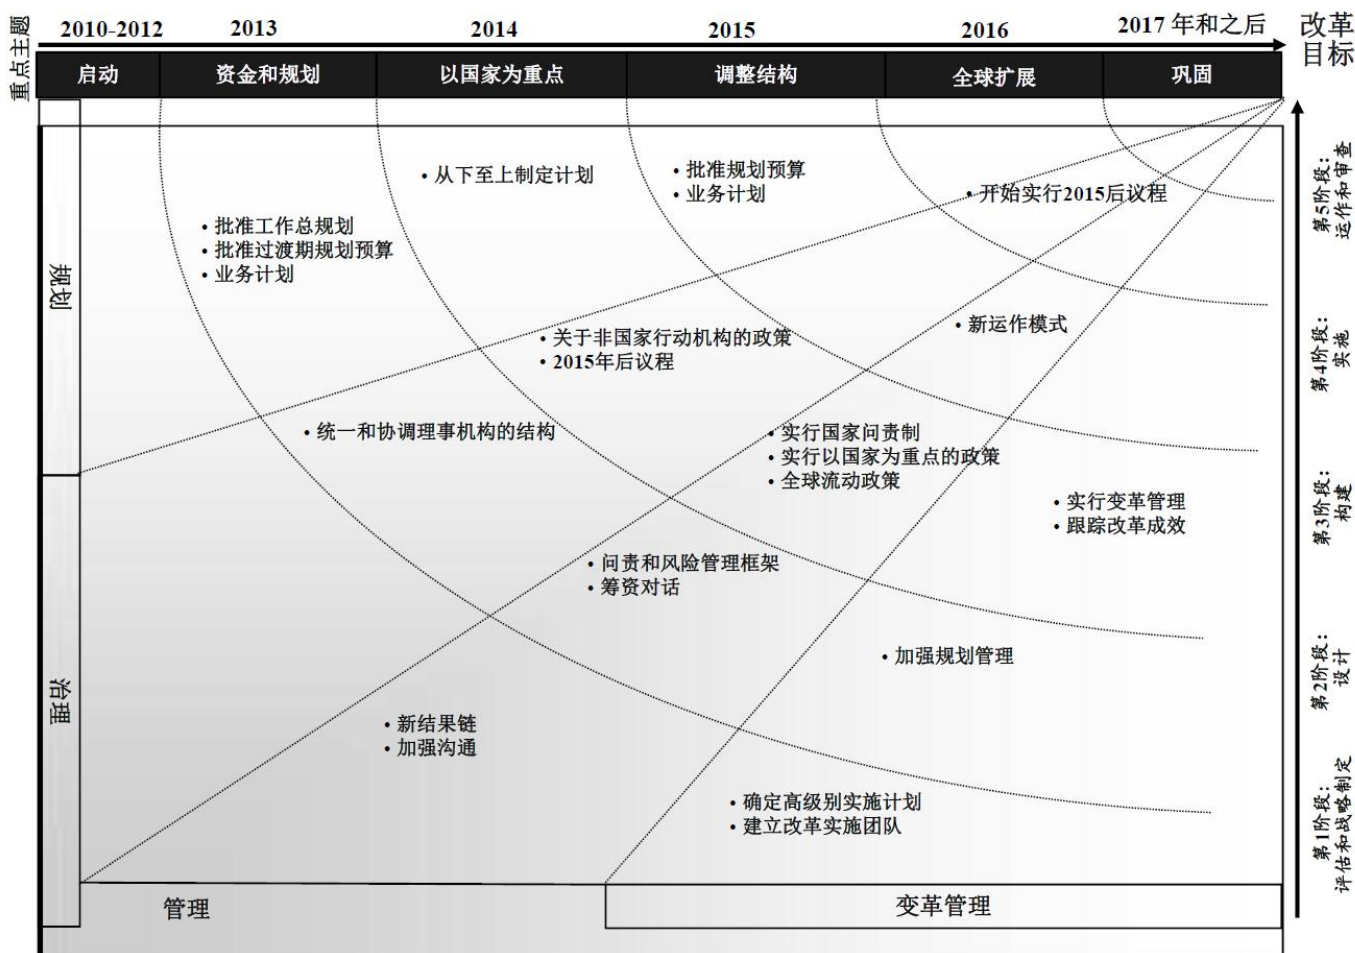 重点主题
2010-2012
2013
2014
2015
2016
2017 年和之后
改革
目标
启动
资金和规划
以国家为重点
调整结构
全球扩展
巩固
规划
治理
• 从下至上制定计划
• 批准规划预算
• 业务计划
• 开始实行2015后议程
• 批准工作总规划
• 批准过渡期规划预算
• 业务计划
• 关于非国家行动机构的政策
• 2015年后议程
• 新运作模式
• 统一和协调理事机构的结构
• 实行国家问责制
• 实行以国家为重点的政策
• 全球流动政策
• 实行变革管理
• 跟踪改革成效
• 问责和风险管理框架
• 筹资对话
• 加强规划管理
• 新结果链
• 加强沟通
• 确定高级别实施计划
• 建立改革实施团队
管理
变革管理
第5阶段：
运作和审查
第4阶段：
实施
第3阶段：
构建
第2阶段：
设计
第1阶段：
评估和战略制定